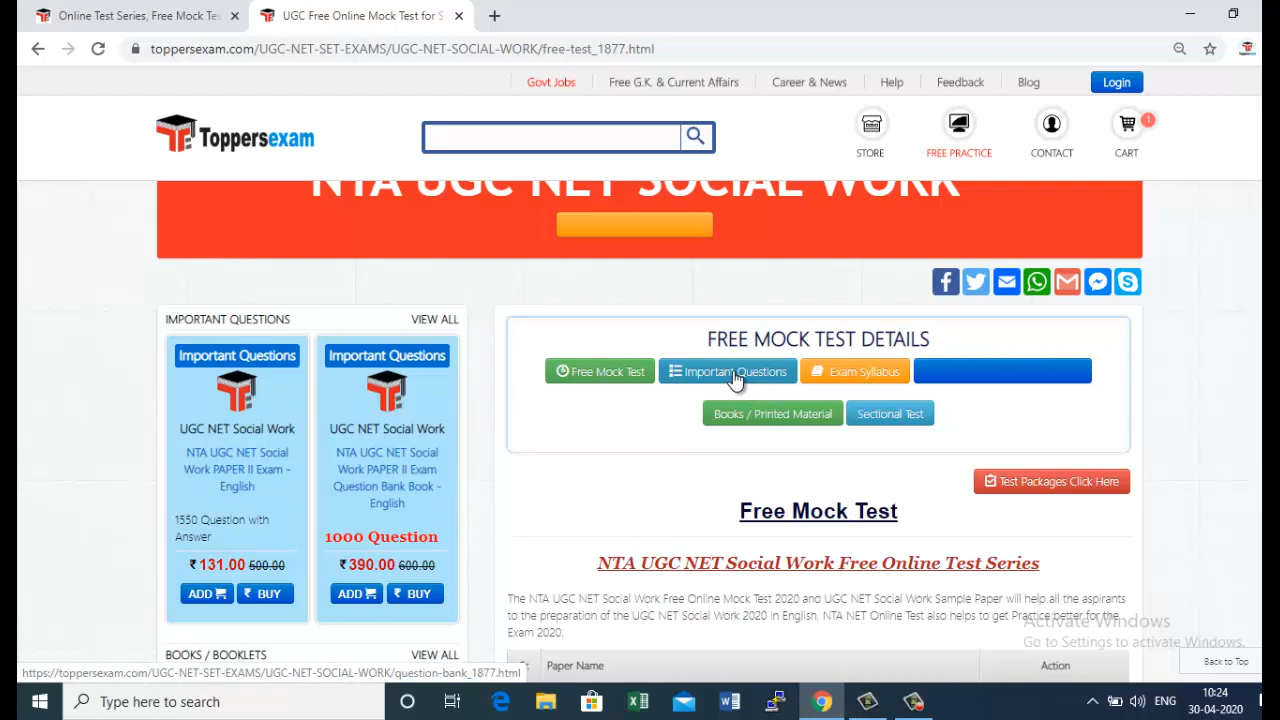 Online Test Series, Free Mock Tes
UGC Free Online Mock Test for S
toppersexam.com/UGC-NET-SET-EXAMS/UGC-NET-SOCIAL-WORK/free-test_1877.html
Govt Jobs
Free G.K. & Current Affairs
Career & News
Help
Feedback
Blog
Login
Toppersexam
STORE
FREE PRACTICE
CONTACT
1
CART
NTA UGC NET SOCIAL WORK
IMPORTANT QUESTIONS
VIEW ALL
Important Questions
UGC NET Social Work
NTA UGC NET Social
Work PAPER II Exam -
English
1550 Question with
Answer
₹131.00 500.00
ADD
₹ BUY
Important Questions
UGC NET Social Work
NTA UGC NET Social
Work PAPER II Exam
Question Bank Book -
English
1000 Question
₹390.00 600.00
ADD
₹ BUY
BOOKS / BOOKLETS
VIEW ALL
FREE MOCK TEST DETAILS
Free Mock Test
Important Questions
Exam Syllabus
Books / Printed Material
Sectional Test
Test Packages Click Here
Free Mock Test
NTA UGC NET Social Work Free Online Test Series
The NTA UGC NET Social Work Free Online Mock Test 2020 and UGC NET Social Work Sample Paper will help all the aspirants
to the preparation of the UGC NET Social Work 2020 in English, NTA NET Online Test also helps to get Practice better for the
Exam 2020.
Paper Name
Action
Activate Windows
Go to Settings to activate Windows.
Back to Top
https://toppersexam.com/UGC-NET-SET-EXAMS/UGC-NET-SOCIAL-WORK/question-bank_1877.html
Type here to search
ENG
10:24
30-04-2020